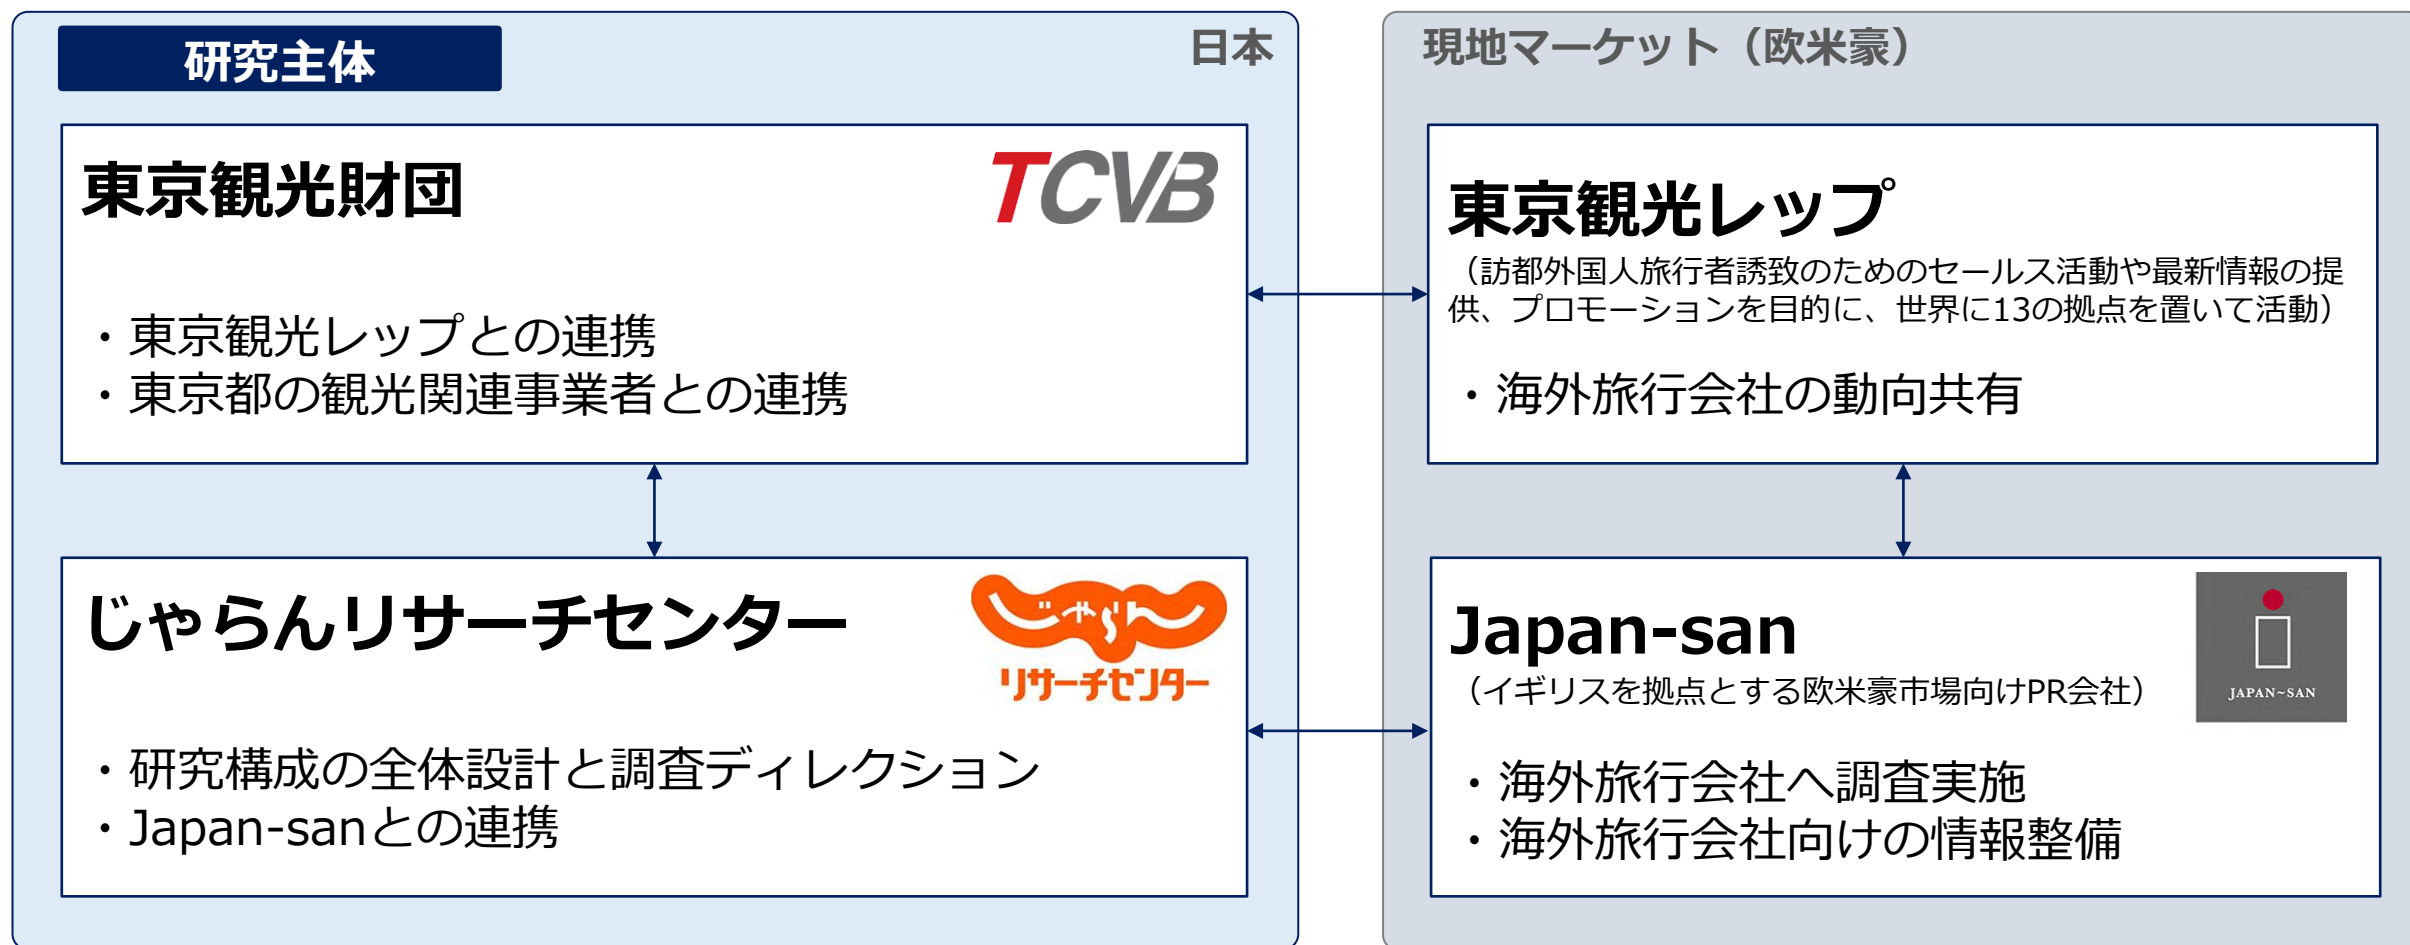 研究主体
日本
東京観光財団
TCVB
・東京観光レップとの連携
・東京都の観光関連事業者との連携
じゃらんリサーチセンター
じゃらん
リサーチセンター
・研究構成の全体設計と調査ディレクション
・Japan-sanとの連携
現地マーケット（欧米豪）
東京観光レップ
（訪都外国人旅行者誘致のためのセールス活動や最新情報の提
供、プロモーションを目的に、世界に13の拠点を置いて活動）
・海外旅行会社の動向共有
Japan-san
（イギリスを拠点とする欧米豪市場向けPR会社）
JAPAN~SAN
・海外旅行会社へ調査実施
・海外旅行会社向けの情報整備